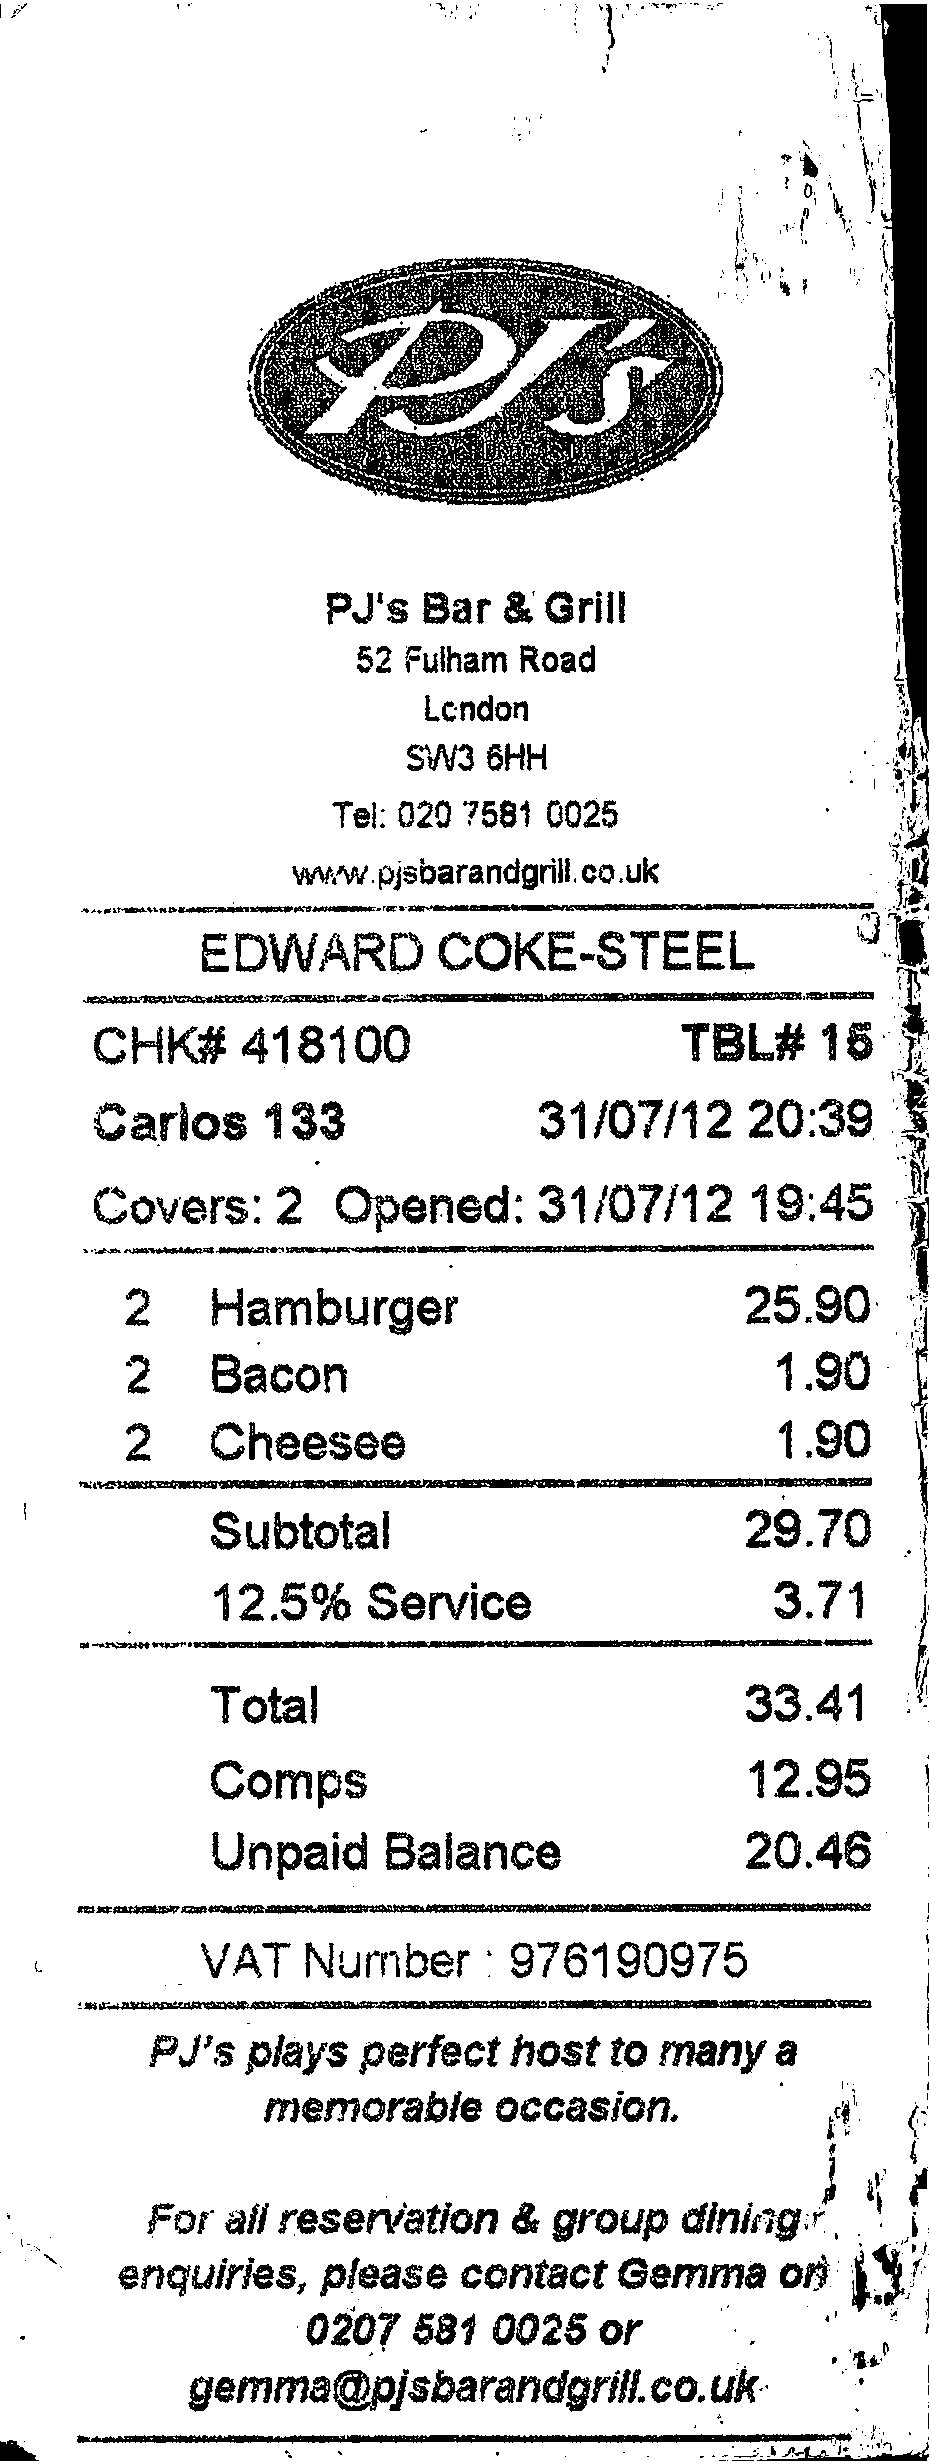 PJ's
PJ's Bar & Grill
52 Fulham Road
London
SW3 6HH
Tel: 020 7581 0025
www.pjsbarandgrill.co.uk
EDWARD COKE-STEEL
CHK# 418100 TBL# 15
Carlos 133 31/07/12 20:39
Covers: 2 Opened: 31/07/12 19:45
2 Hamburger 25.90
2 Bacon 1.90
2 Cheesee 1.90
Subtotal 29.70
12.5% Service 3.71
Total 33.41
Comps 12.95
Unpaid Balance 20.46
VAT Number : 976190975
PJ's plays perfect host to many a
memorable occasion.
For all reservation & group dining
enquiries, please contact Gemma on
0207 581 0025 or
gemma@pjsbarandgrill.co.uk